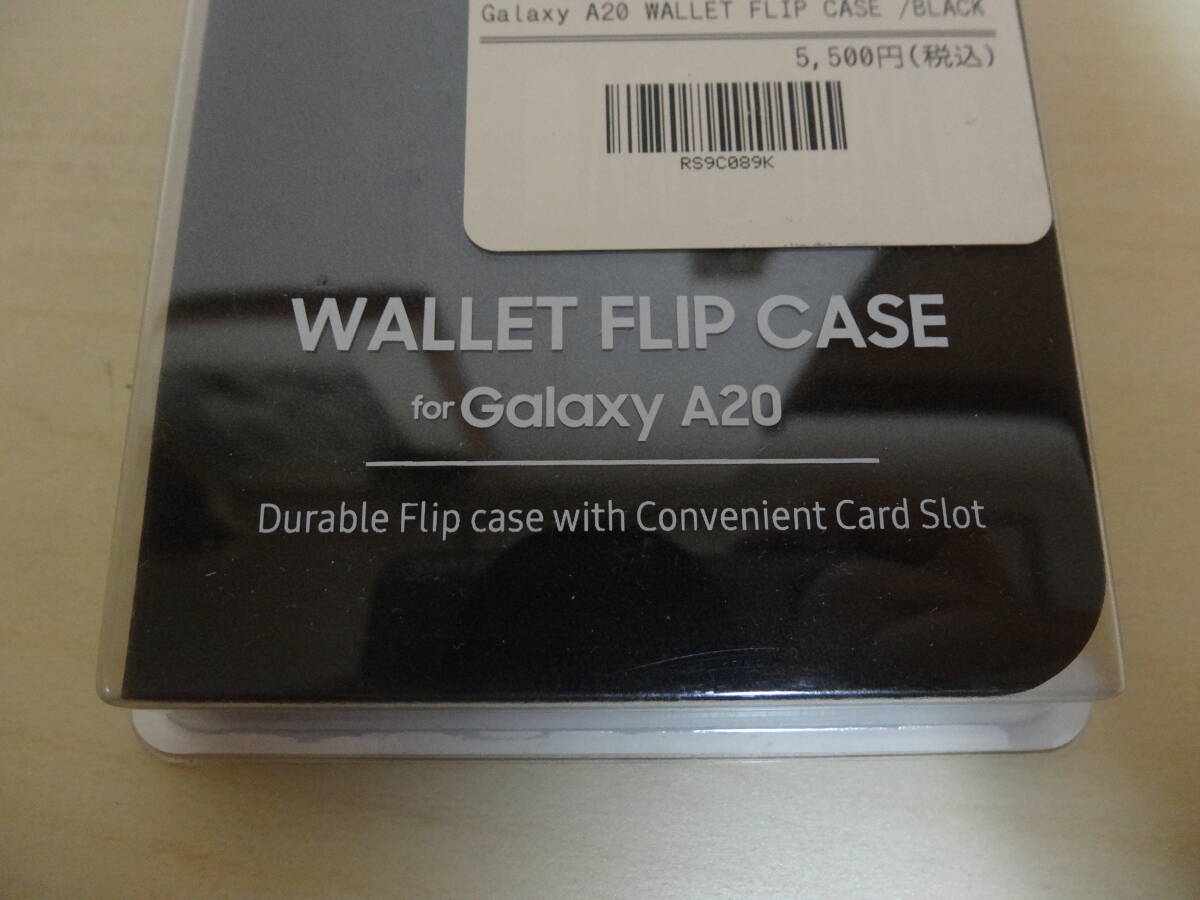 Galaxy A20 WALLET FLIP CASE /BLACK
5,500円(税込)
RS9C089K
WALLET FLIP CASE
for Galaxy A20
Durable Flip case with Convenient Card Slot